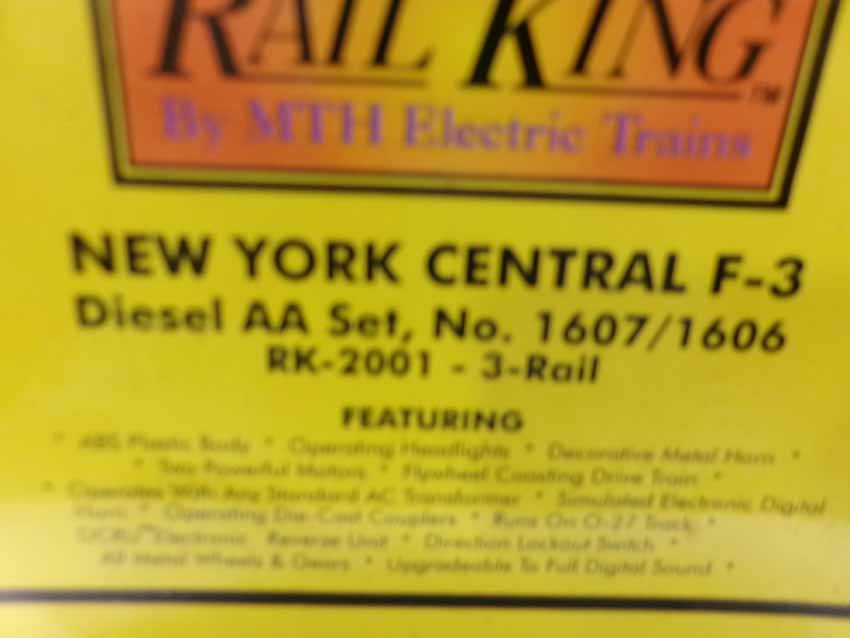 RAIL KING™
By MTH Electric Trains
NEW YORK CENTRAL F-3
Diesel AA Set, No. 1607/1606
RK-2001 - 3-Rail
FEATURING
* ABS Plastic Body * Operating Headlights * Decorative Metal Horn *
* Two Powerful Motors * Flywheel Coasting Drive Train *
* Operates With Any Standard AC Transformer * Simulated Electronic Digital
Horn * Operating Die-Cast Couplers * Runs On O-27 Track *
DCRU™ Electronic Reverse Unit * Direction Lockout Switch *
All Metal Wheels & Gears * Upgradeable To Full Digital Sound *